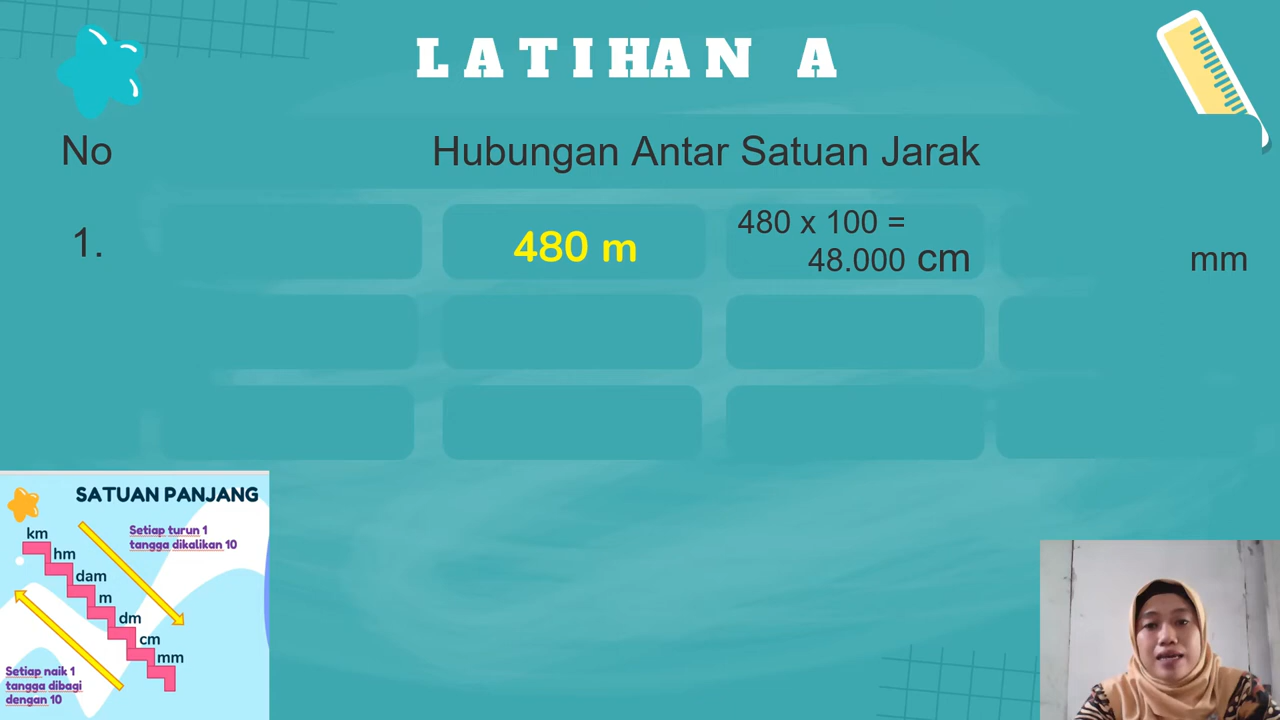 LATIHAN A
No
Hubungan Antar Satuan Jarak
1.
480 m
480 x 100 =
48.000 cm
mm
SATUAN PANJANG
Setiap turun 1
tangga dikalikan 10
km
hm
dam
m
dm
cm
mm
Setiap naik 1
tangga dibagi
dengan 10